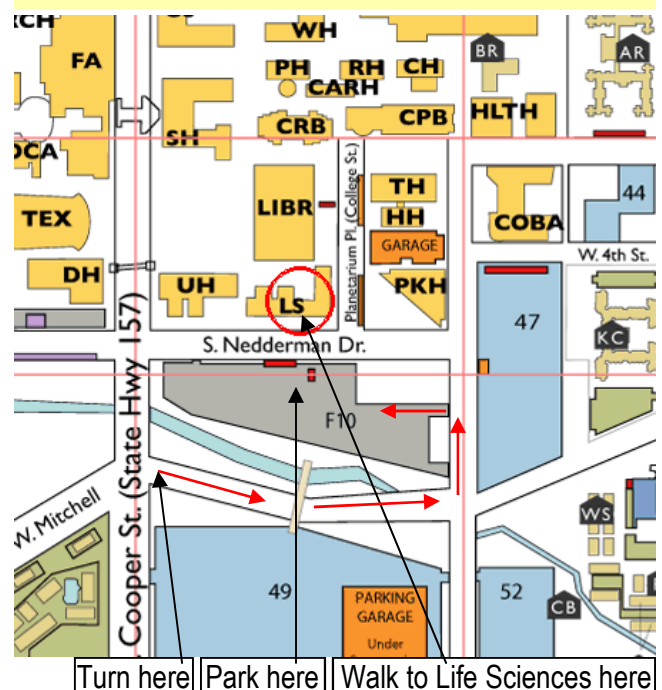 WH
FA
PH
RH
CH
CARH
BR
AR
CRB
CPB
HLTH
SH
LIBR
TH
HH
GARAGE
Planetarium Pl. (College St.)
COBA
44
W. 4th St.
TEX
DH
UH
LS
PKH
47
KC
S. Nedderman Dr.
F10
Cooper St. (State Hwy 157)
W. Mitchell
WS
49
PARKING
GARAGE
Under
52
CB
Turn here
Park here
Walk to Life Sciences here